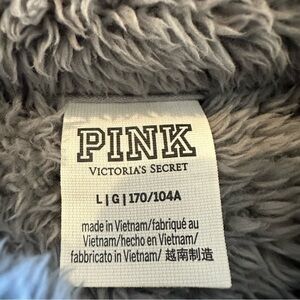 PINK
VICTORIA'S SECRET
L | G | 170/104A
made in Vietnam/fabriqué au
Vietnam/hecho en Vietnam/
fabbricato in Vietnam/ 越南制造